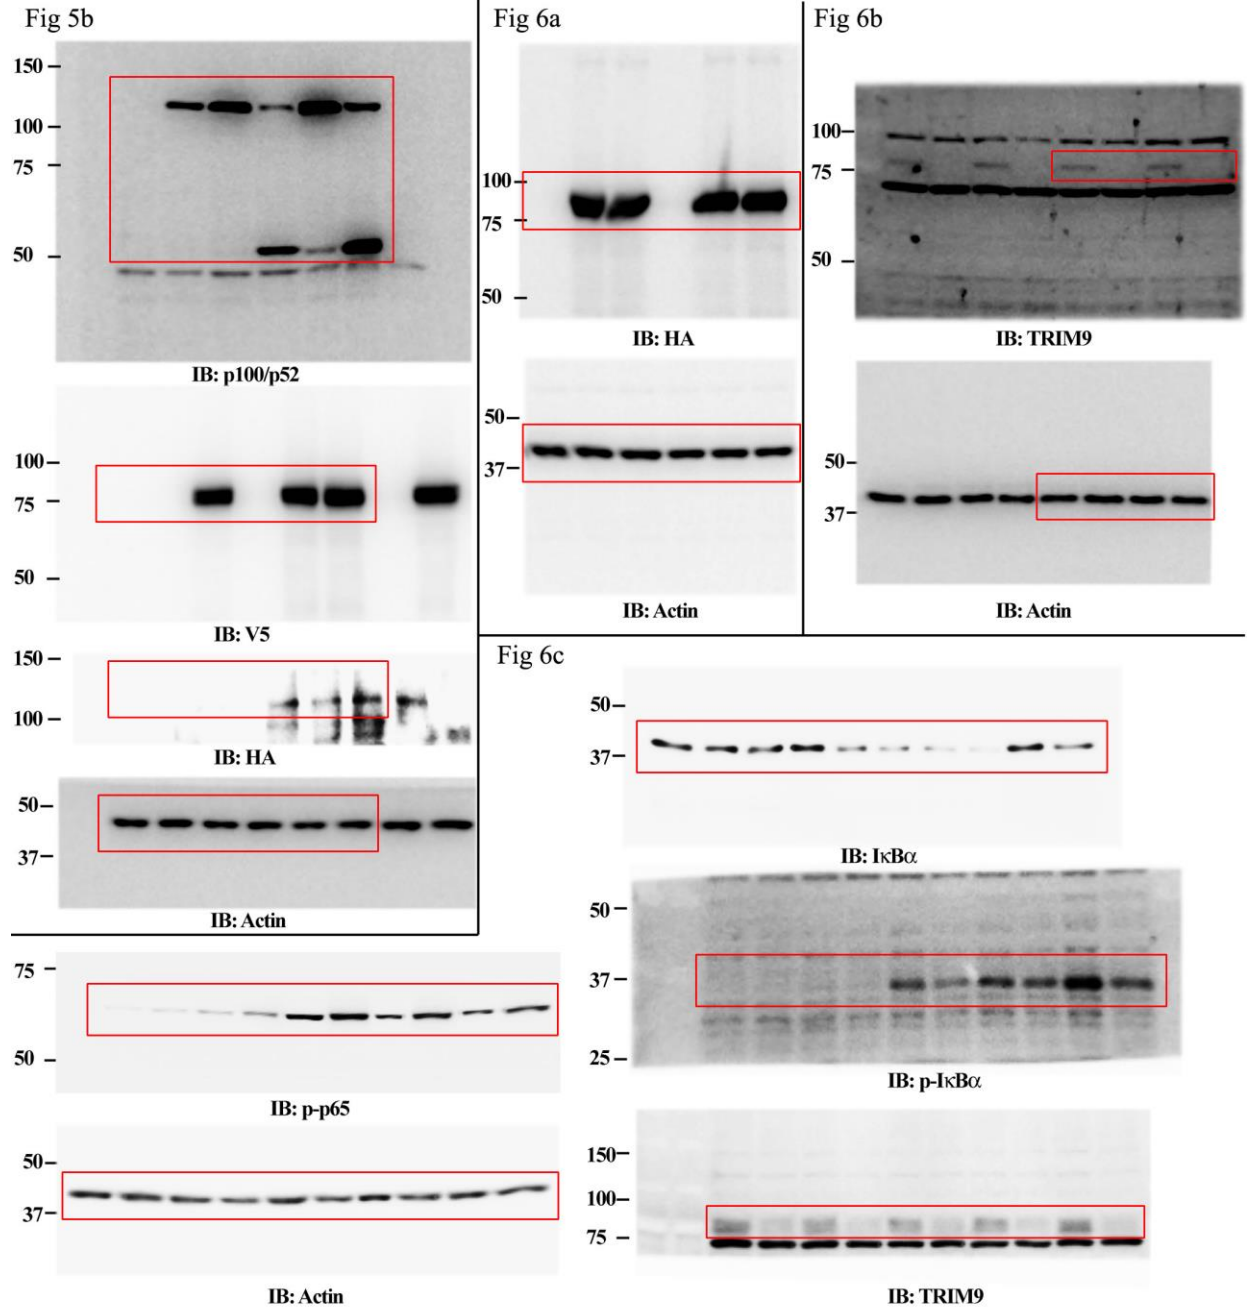 Fig 5b
150
100
75
50
IB: p100/p52
100
75
50
IB: V5
150
100
IB: HA
50
37
IB: Actin
Fig 6a
100
75
50
IB: HA
50
37
IB: Actin
Fig 6b
100
75
50
IB: TRIM9
50
37
IB: Actin
Fig 6c
50
37
IB: IκBα
50
37
25
IB: p-IκBα
75
50
IB: p-p65
50
37
IB: Actin
150
100
75
IB: TRIM9